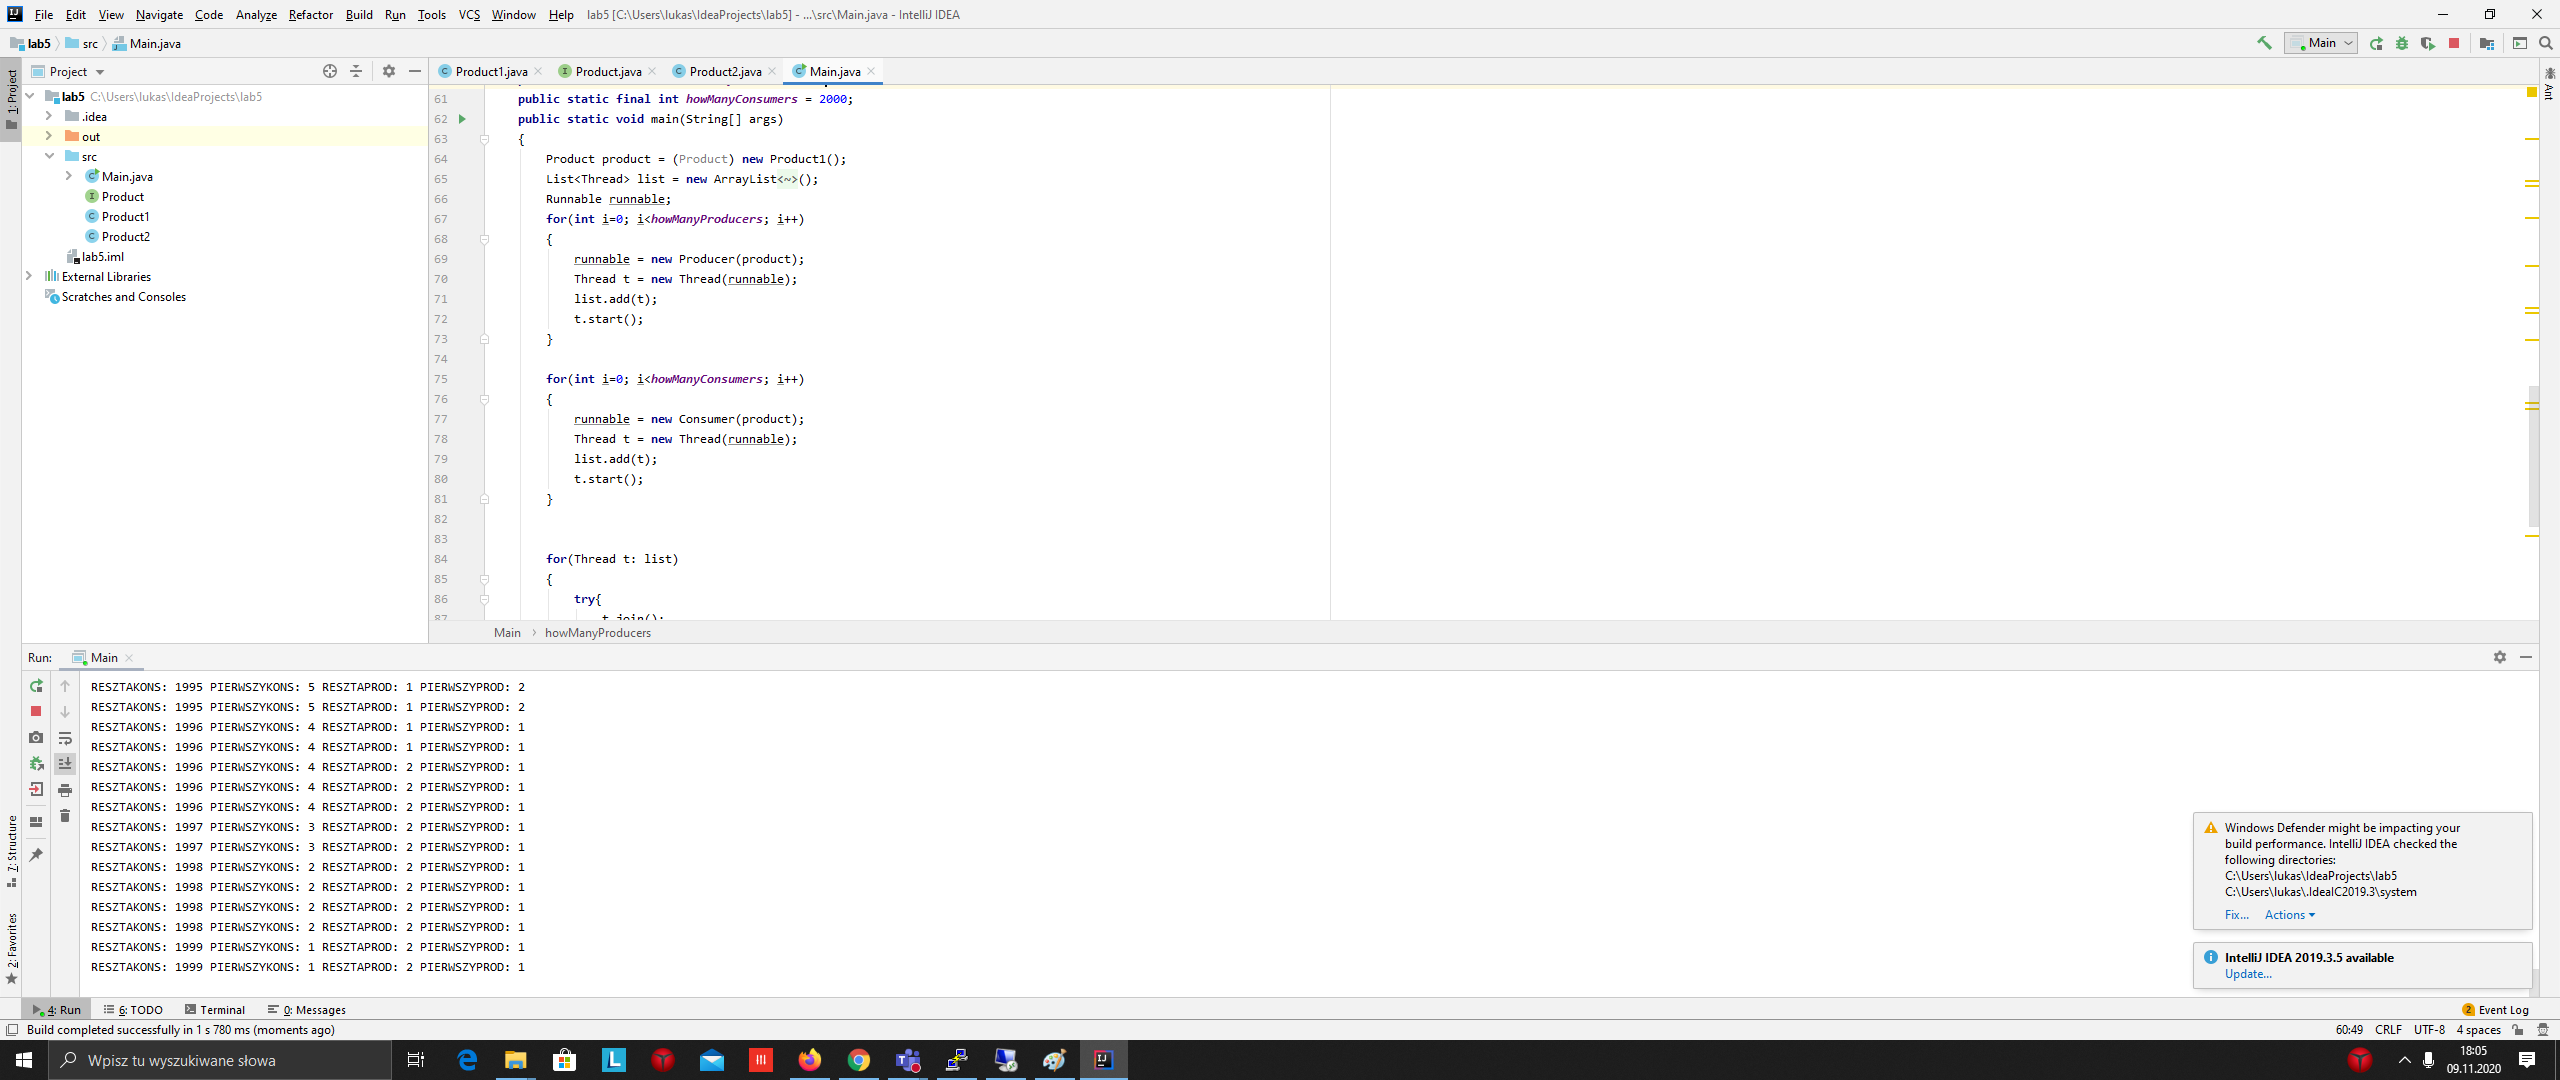 File Edit View Navigate Code Analyze Refactor Build Run Tools VCS Window Help lab5 [C:\Users\lukas\IdeaProjects\lab5] - ...\src\Main.java - IntelliJ IDEA
lab5 src Main.java
Main
Project
Product1.java Product.java Product2.java Main.java
1: Project
lab5 C:\Users\lukas\IdeaProjects\lab5
.idea
out
src
Main.java
Product
Product1
Product2
lab5.iml
External Libraries
Scratches and Consoles
61 public static final int howManyConsumers = 2000;
62 public static void main(String[] args)
63 {
64 Product product = (Product) new Product1();
65 List<Thread> list = new ArrayList<~>();
66 Runnable runnable;
67 for(int i=0; i<howManyProducers; i++)
68 {
69 runnable = new Producer(product);
70 Thread t = new Thread(runnable);
71 list.add(t);
72 t.start();
73 }
74
75 for(int i=0; i<howManyConsumers; i++)
76 {
77 runnable = new Consumer(product);
78 Thread t = new Thread(runnable);
79 list.add(t);
80 t.start();
81 }
82
83
84 for(Thread t: list)
85 {
86 try{
87 t.join();
Main howManyProducers
Ant
Run: Main
RESZTAKONS: 1995 PIERWSZYKONS: 5 RESZTAPROD: 1 PIERWSZYPROD: 2
RESZTAKONS: 1995 PIERWSZYKONS: 5 RESZTAPROD: 1 PIERWSZYPROD: 2
RESZTAKONS: 1996 PIERWSZYKONS: 4 RESZTAPROD: 1 PIERWSZYPROD: 1
RESZTAKONS: 1996 PIERWSZYKONS: 4 RESZTAPROD: 1 PIERWSZYPROD: 1
RESZTAKONS: 1996 PIERWSZYKONS: 4 RESZTAPROD: 2 PIERWSZYPROD: 1
RESZTAKONS: 1996 PIERWSZYKONS: 4 RESZTAPROD: 2 PIERWSZYPROD: 1
RESZTAKONS: 1996 PIERWSZYKONS: 4 RESZTAPROD: 2 PIERWSZYPROD: 1
RESZTAKONS: 1997 PIERWSZYKONS: 3 RESZTAPROD: 2 PIERWSZYPROD: 1
RESZTAKONS: 1997 PIERWSZYKONS: 3 RESZTAPROD: 2 PIERWSZYPROD: 1
RESZTAKONS: 1998 PIERWSZYKONS: 2 RESZTAPROD: 2 PIERWSZYPROD: 1
RESZTAKONS: 1998 PIERWSZYKONS: 2 RESZTAPROD: 2 PIERWSZYPROD: 1
RESZTAKONS: 1998 PIERWSZYKONS: 2 RESZTAPROD: 2 PIERWSZYPROD: 1
RESZTAKONS: 1998 PIERWSZYKONS: 2 RESZTAPROD: 2 PIERWSZYPROD: 1
RESZTAKONS: 1999 PIERWSZYKONS: 1 RESZTAPROD: 2 PIERWSZYPROD: 1
RESZTAKONS: 1999 PIERWSZYKONS: 1 RESZTAPROD: 2 PIERWSZYPROD: 1
7: Structure
2: Favorites
Windows Defender might be impacting your
build performance. IntelliJ IDEA checked the
following directories:
C:\Users\lukas\IdeaProjects\lab5
C:\Users\lukas\.IdeaIC2019.3\system
Fix... Actions
IntelliJ IDEA 2019.3.5 available
Update...
4: Run 6: TODO Terminal 0: Messages 2 Event Log
Build completed successfully in 1 s 780 ms (moments ago) 60:49 CRLF UTF-8 4 spaces
Wpisz tu wyszukiwane słowa
18:05
09.11.2020